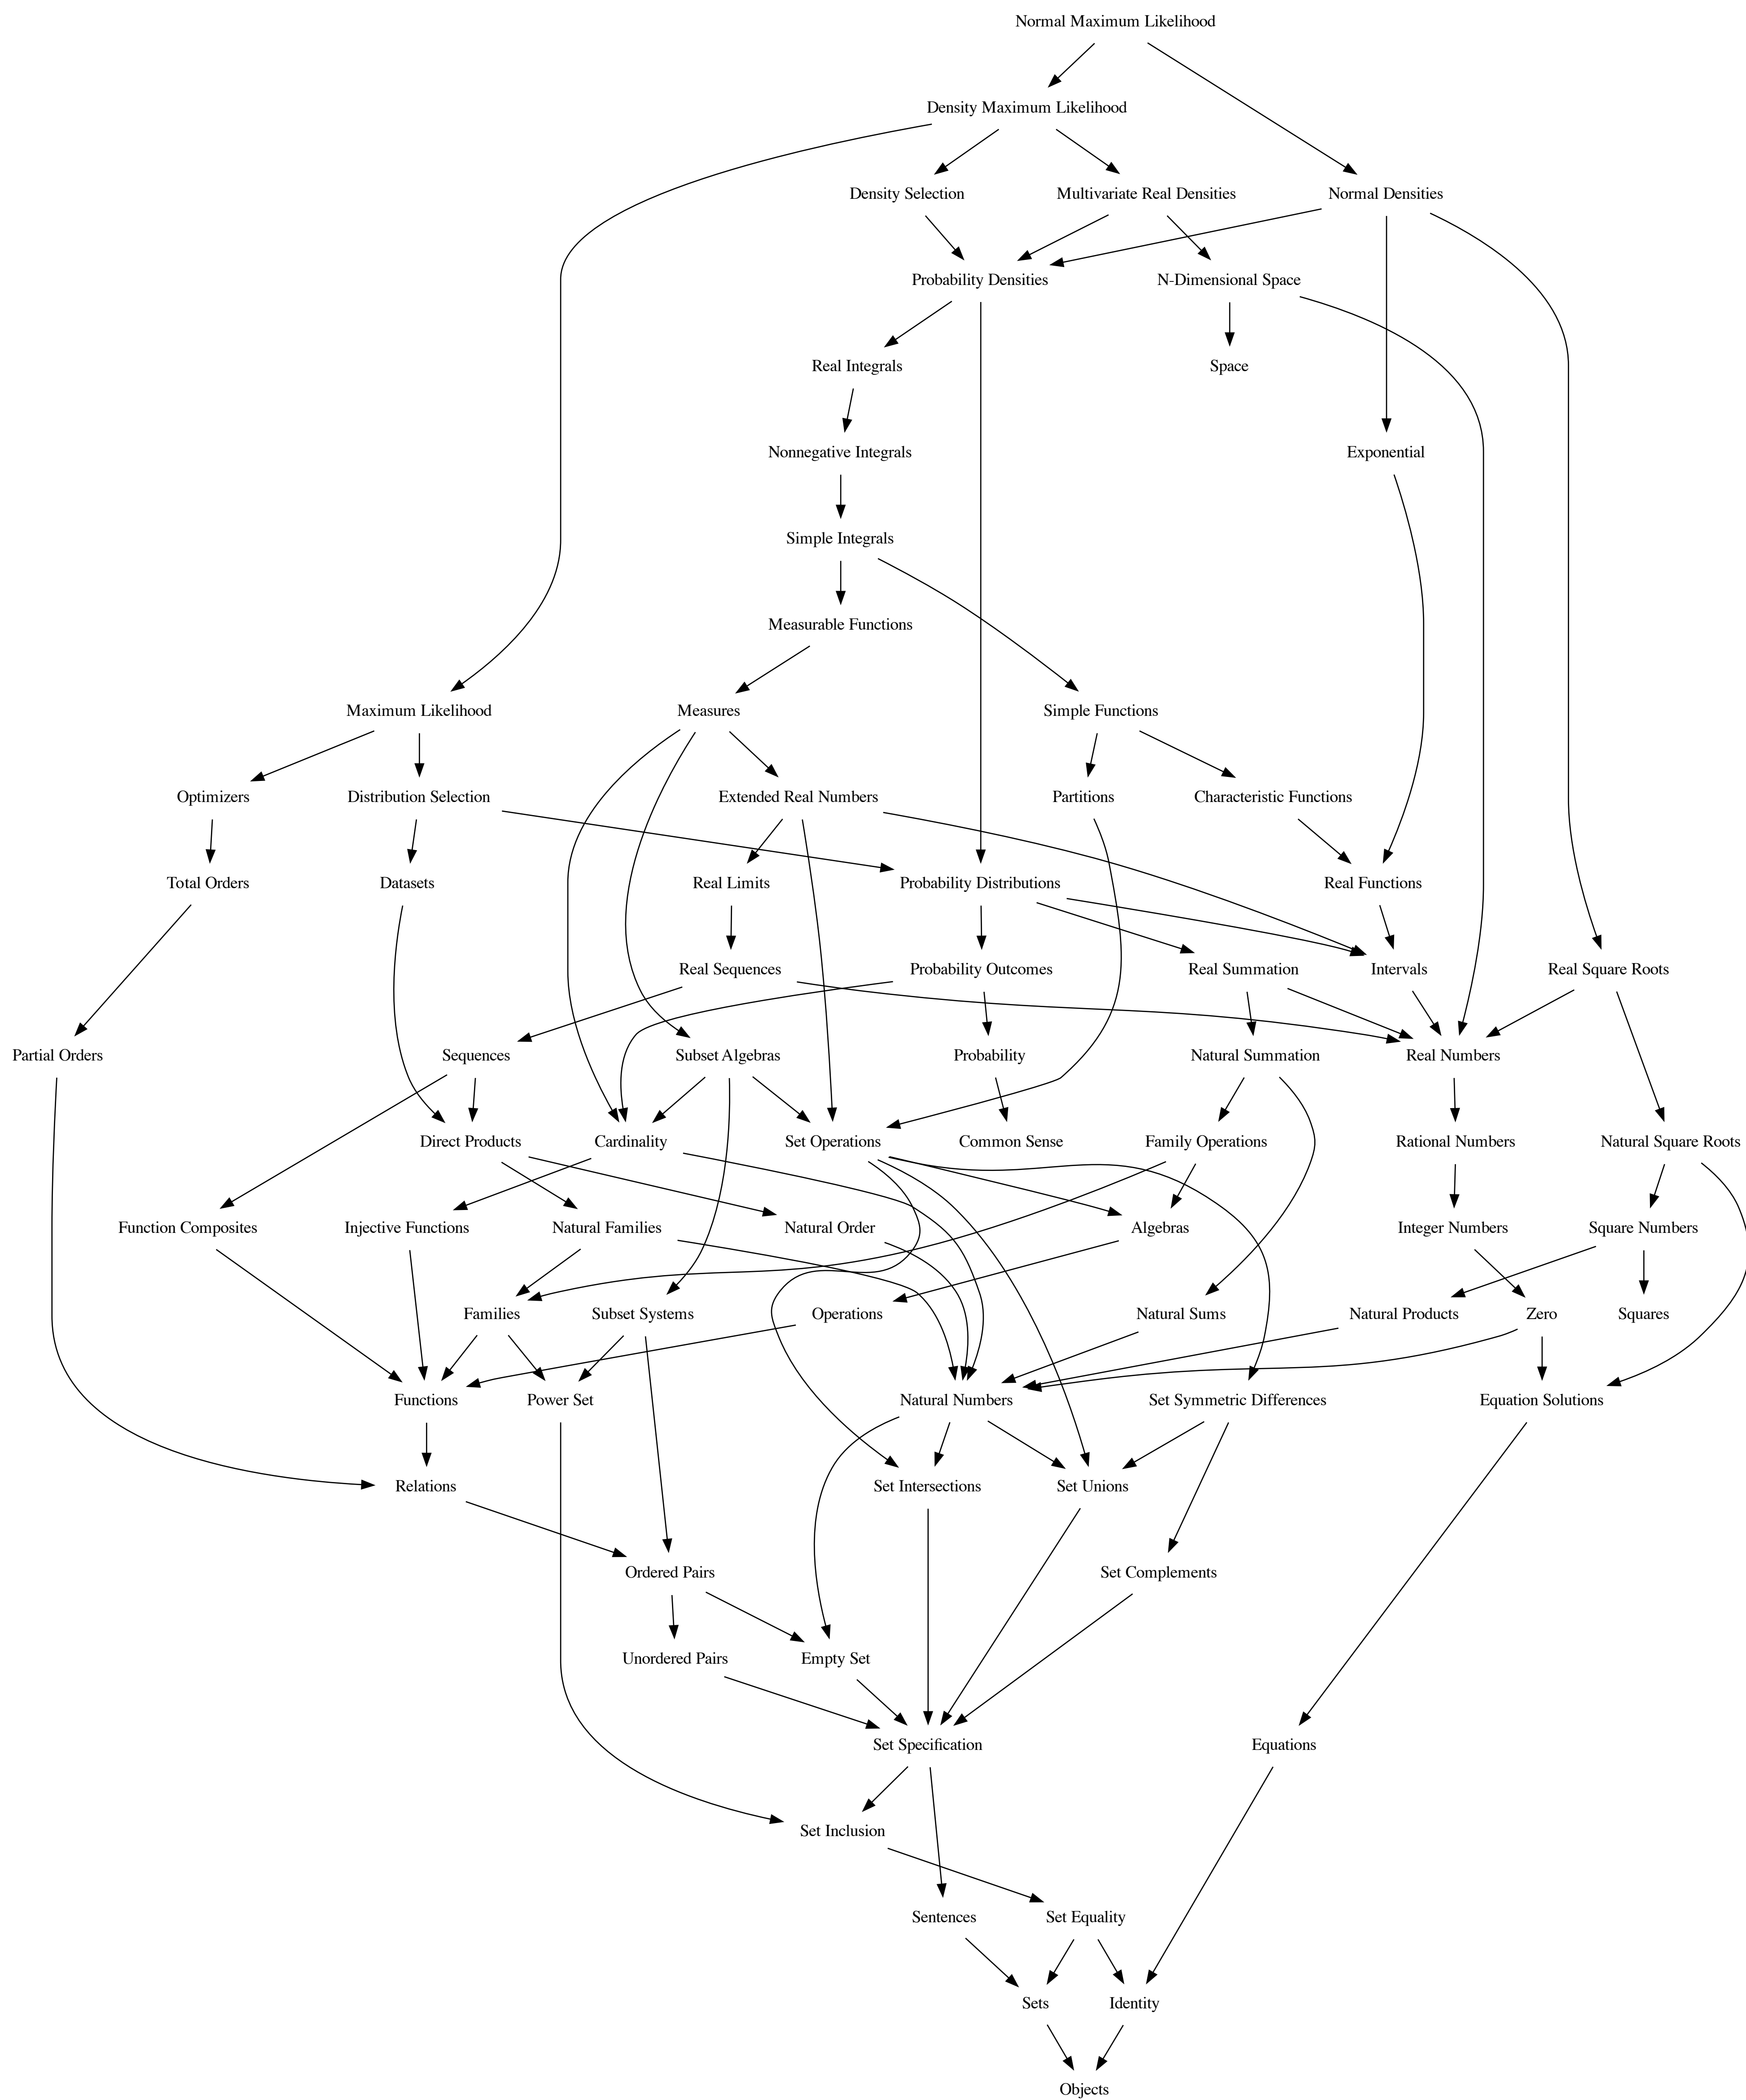 Normal Maximum Likelihood
Density Maximum Likelihood
Density Selection
Multivariate Real Densities
Normal Densities
Probability Densities
N-Dimensional Space
Real Integrals
Space
Nonnegative Integrals
Exponential
Simple Integrals
Measurable Functions
Maximum Likelihood
Measures
Simple Functions
Optimizers
Distribution Selection
Extended Real Numbers
Partitions
Characteristic Functions
Total Orders
Datasets
Real Limits
Probability Distributions
Real Functions
Real Sequences
Probability Outcomes
Real Summation
Intervals
Real Square Roots
Partial Orders
Sequences
Subset Algebras
Probability
Natural Summation
Real Numbers
Direct Products
Cardinality
Set Operations
Common Sense
Family Operations
Rational Numbers
Natural Square Roots
Function Composites
Injective Functions
Natural Families
Natural Order
Algebras
Integer Numbers
Square Numbers
Families
Subset Systems
Operations
Natural Sums
Natural Products
Zero
Squares
Functions
Power Set
Natural Numbers
Set Symmetric Differences
Equation Solutions
Relations
Set Intersections
Set Unions
Ordered Pairs
Set Complements
Unordered Pairs
Empty Set
Set Specification
Equations
Set Inclusion
Sentences
Set Equality
Sets
Identity
Objects